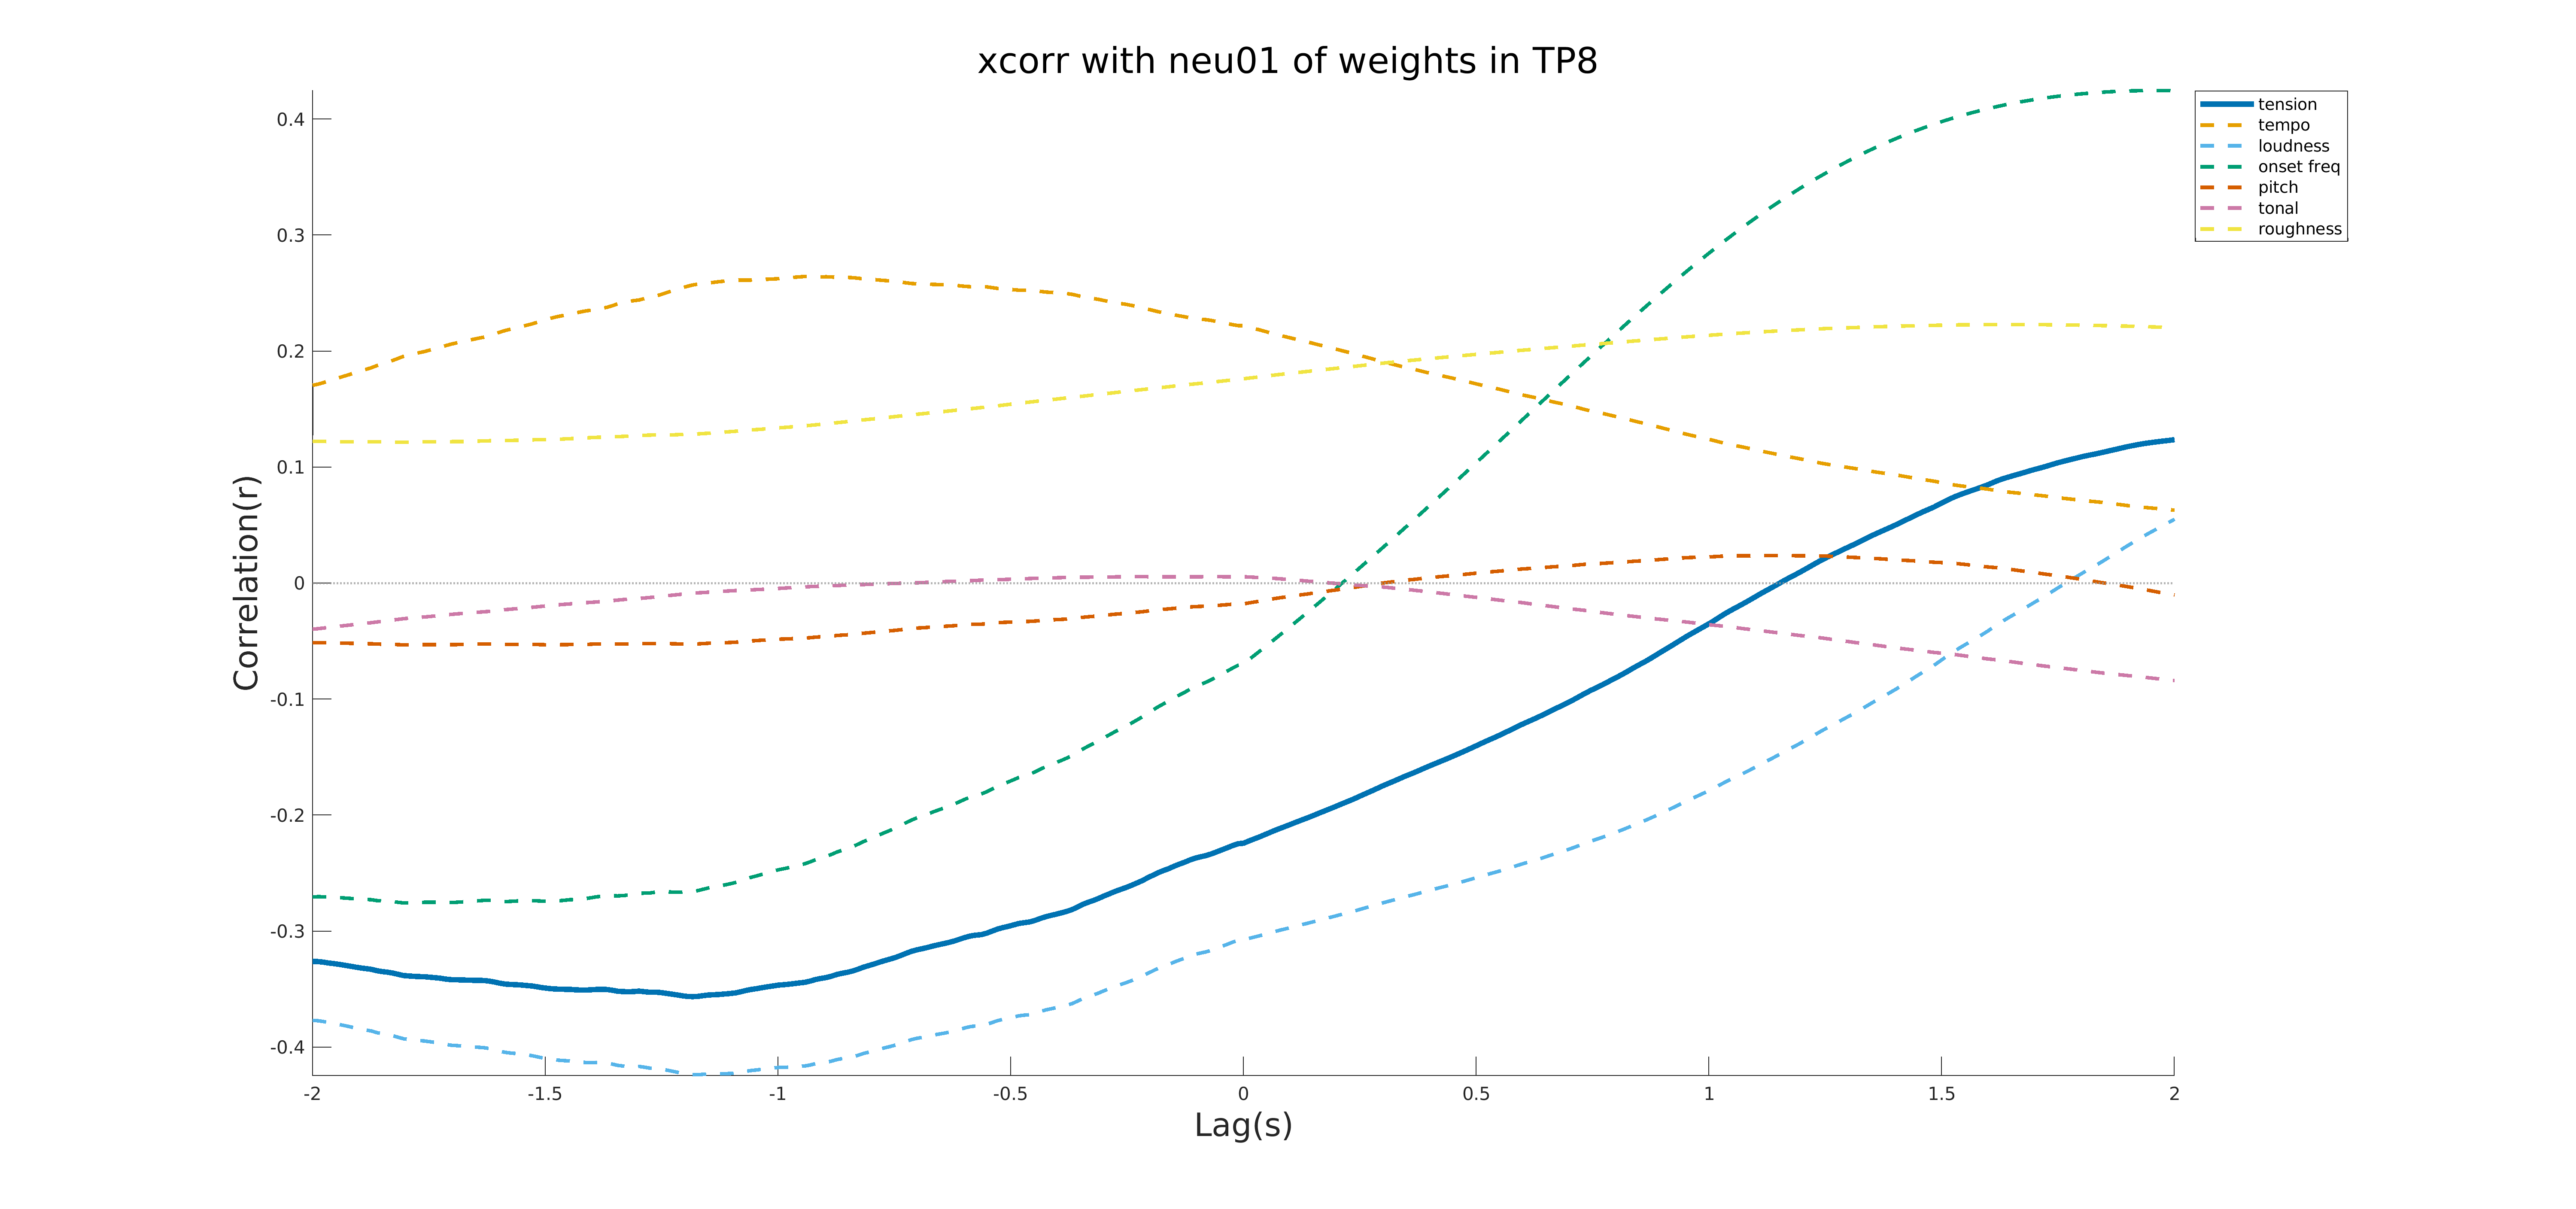 xcorr with neu01 of weights in TP8
tension
tempo
loudness
onset freq
pitch
tonal
roughness
Correlation(r)
0.4
0.3
0.2
0.1
0
-0.1
-0.2
-0.3
-0.4
-2
-1.5
-1
-0.5
0
0.5
1
1.5
2
Lag(s)